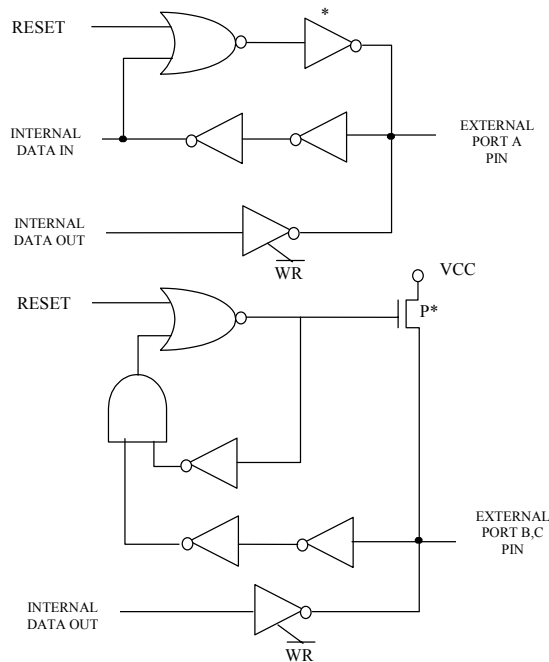 RESET
*
INTERNAL
DATA IN
EXTERNAL
PORT A
PIN
INTERNAL
DATA OUT
WR
VCC
RESET
P*
EXTERNAL
PORT B,C
PIN
INTERNAL
DATA OUT
WR